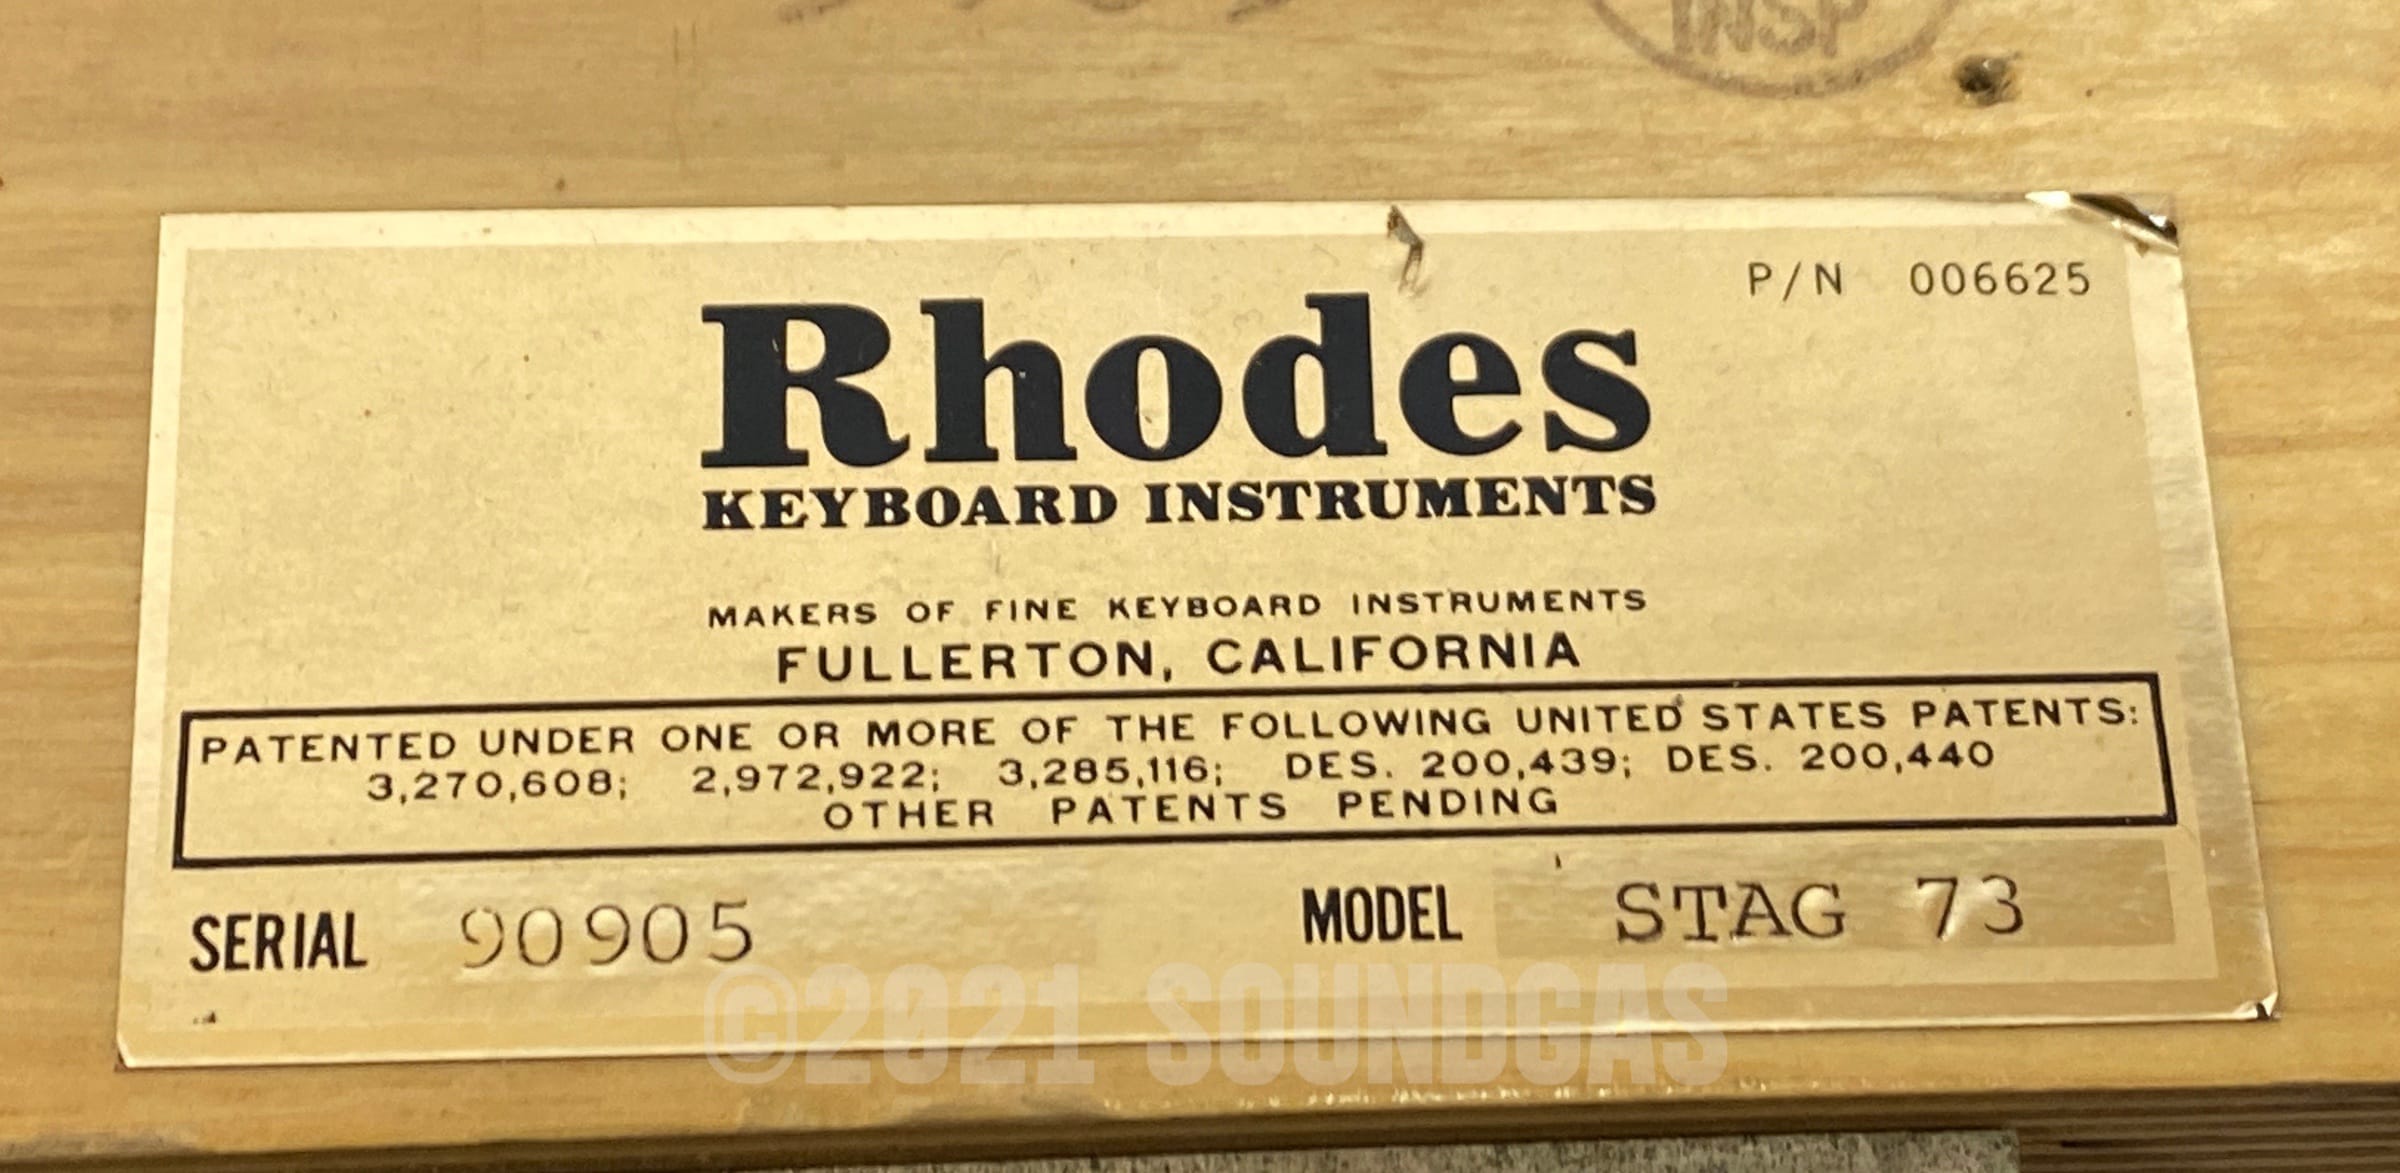 INSP
P/N 006625
Rhodes
KEYBOARD INSTRUMENTS
MAKERS OF FINE KEYBOARD INSTRUMENTS
FULLERTON, CALIFORNIA
PATENTED UNDER ONE OR MORE OF THE FOLLOWING UNITED STATES PATENTS:
3,270,608; 2,972,922; 3,285,116; DES. 200,439; DES. 200,440
OTHER PATENTS PENDING
SERIAL 90905 MODEL STAG 73
©2021 SOUNDGAS